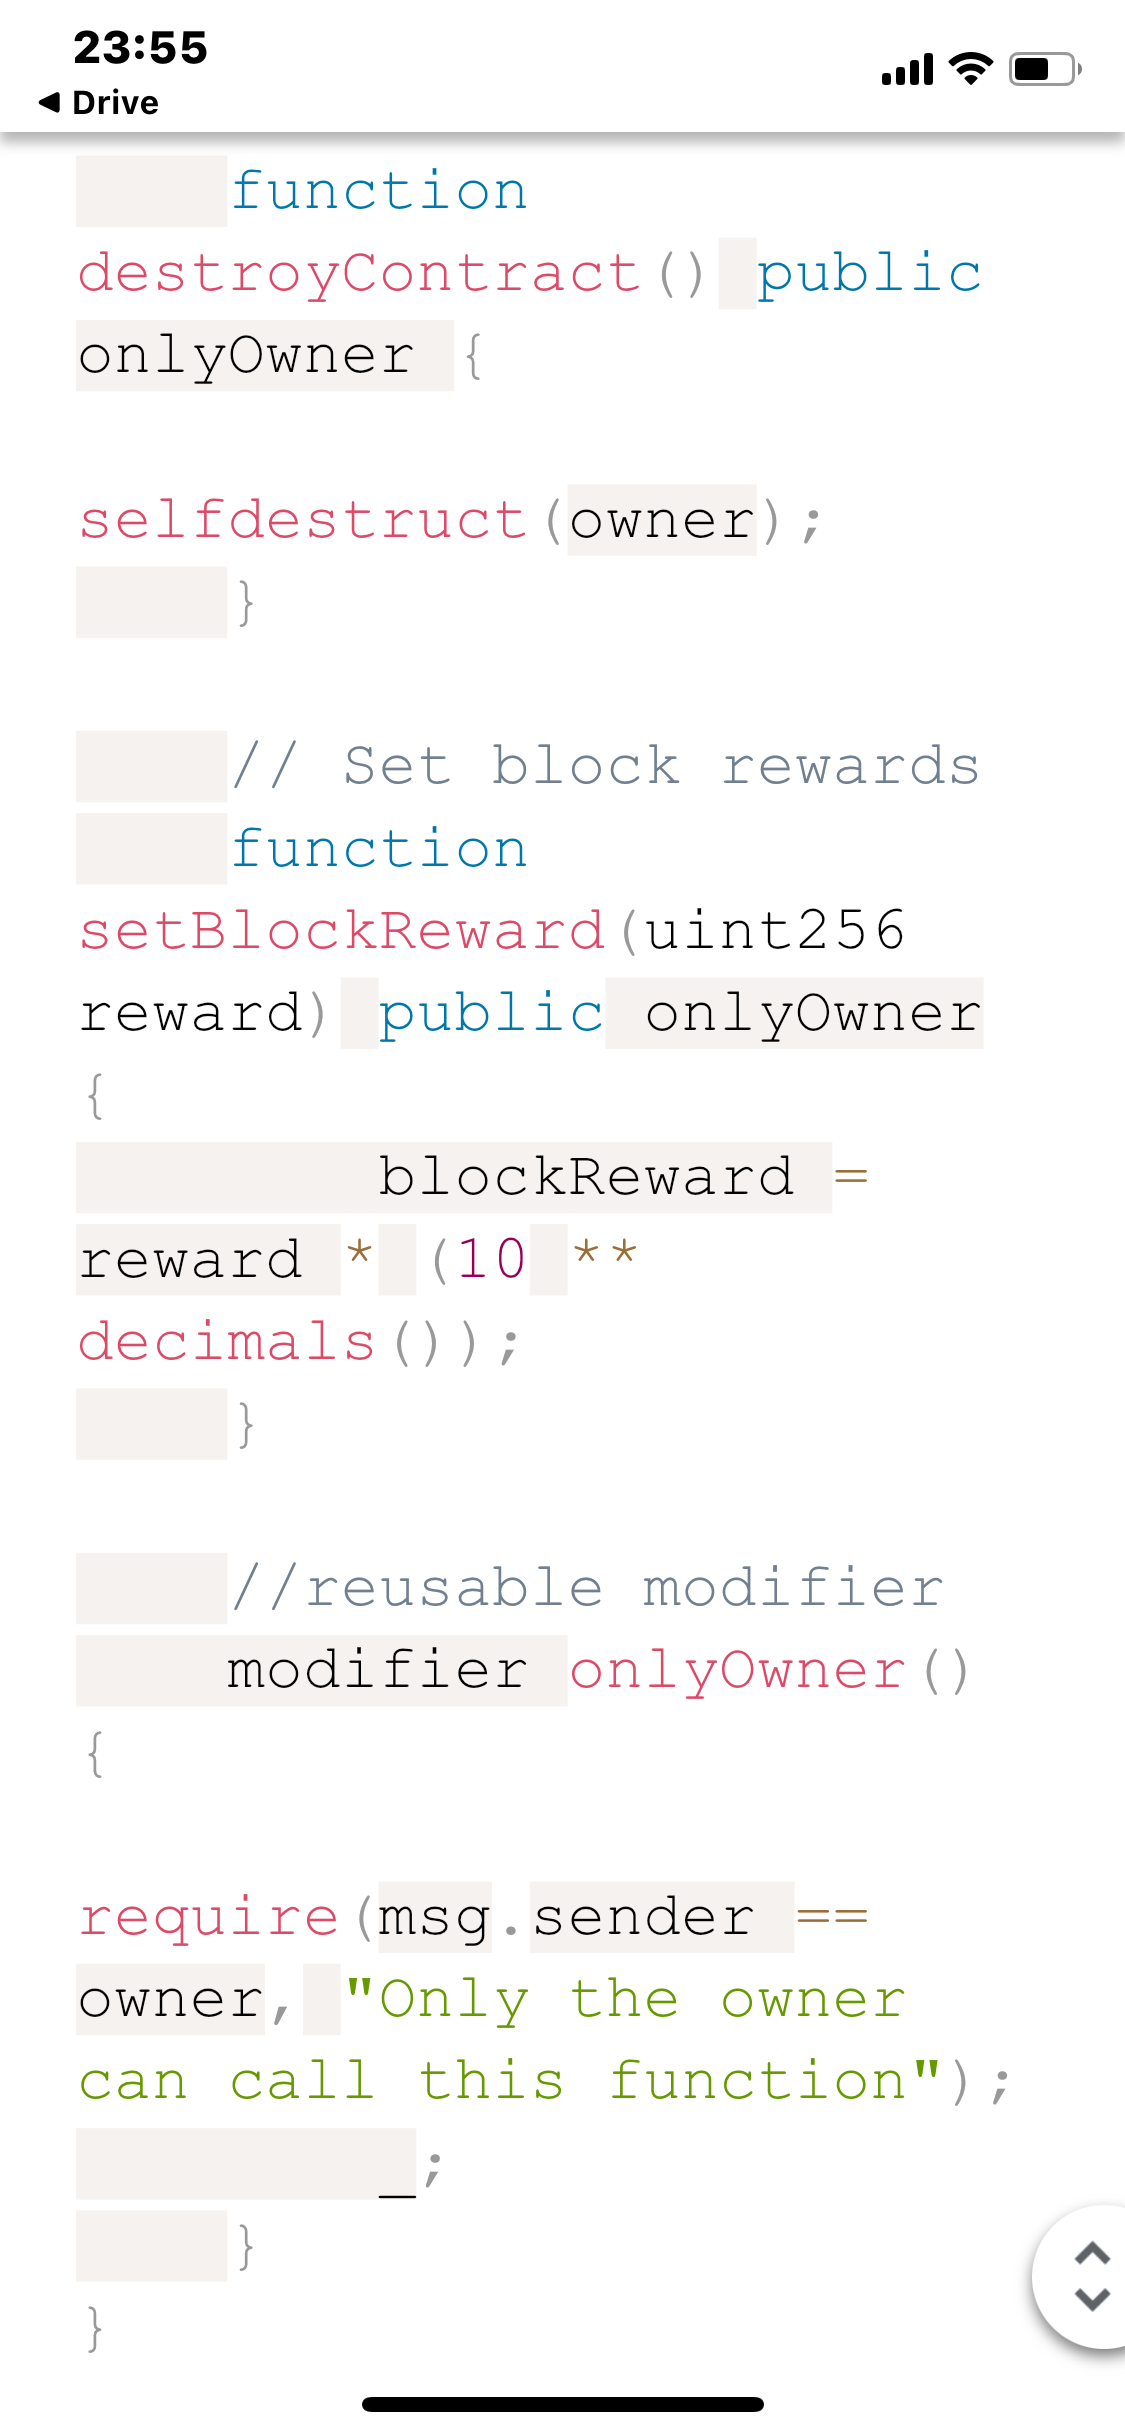 23:55
◀ Drive
function
destroyContract() public
onlyOwner {
selfdestruct(owner);
}
// Set block rewards
function
setBlockReward(uint256
reward) public onlyOwner
{
blockReward =
reward * (10 **
decimals());
}
//reusable modifier
modifier onlyOwner()
{
require(msg.sender ==
owner, "Only the owner
can call this function");
_;
}
}